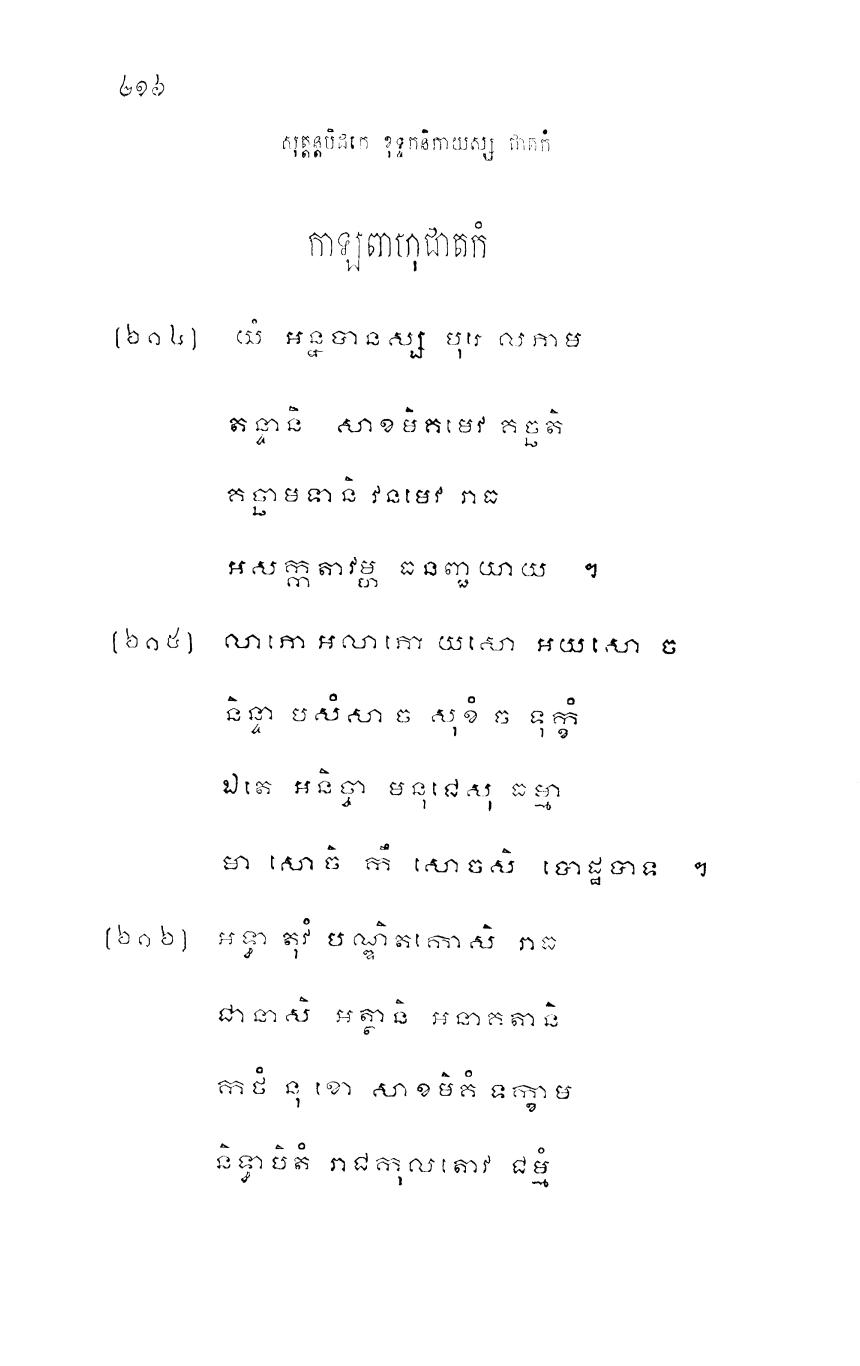 ៤១៦
សុត្តន្តបិដកេ ខុទ្ទកនិកាយស្ស ជាតកំ
កាឡពាហុជាតកំ
[៦១៤] យំ អន្នបានស្ស បុរេ លភាម
តន្ទានិ សាខមិគមេវ គច្ឆតិ
គច្ឆាមទានិ វនមេវ រាធ
អសក្កតាវម្ហ ធនញ្ជយាយ ។
[៦១៥] លាភោ អលាភោ យសោ អយសោ ច
និន្ទា បសំសា ច សុខំ ច ទុក្ខំ
ឯតេ អនិច្ចា មនុជេសុ ធម្មា
មា សោចិ កឹ សោចសិ បោដ្ឋបាទ ។
[៦១៦] អទ្ធា តុវំ បណ្ឌិតកោសិ រាធ
ជានាសិ អត្ថានិ អនាគតានិ
កថំ នុ ខោ សាខមិគំ ទក្ខាម
និទ្ធាបិតំ រាជកុលតោវ ជម្មំ